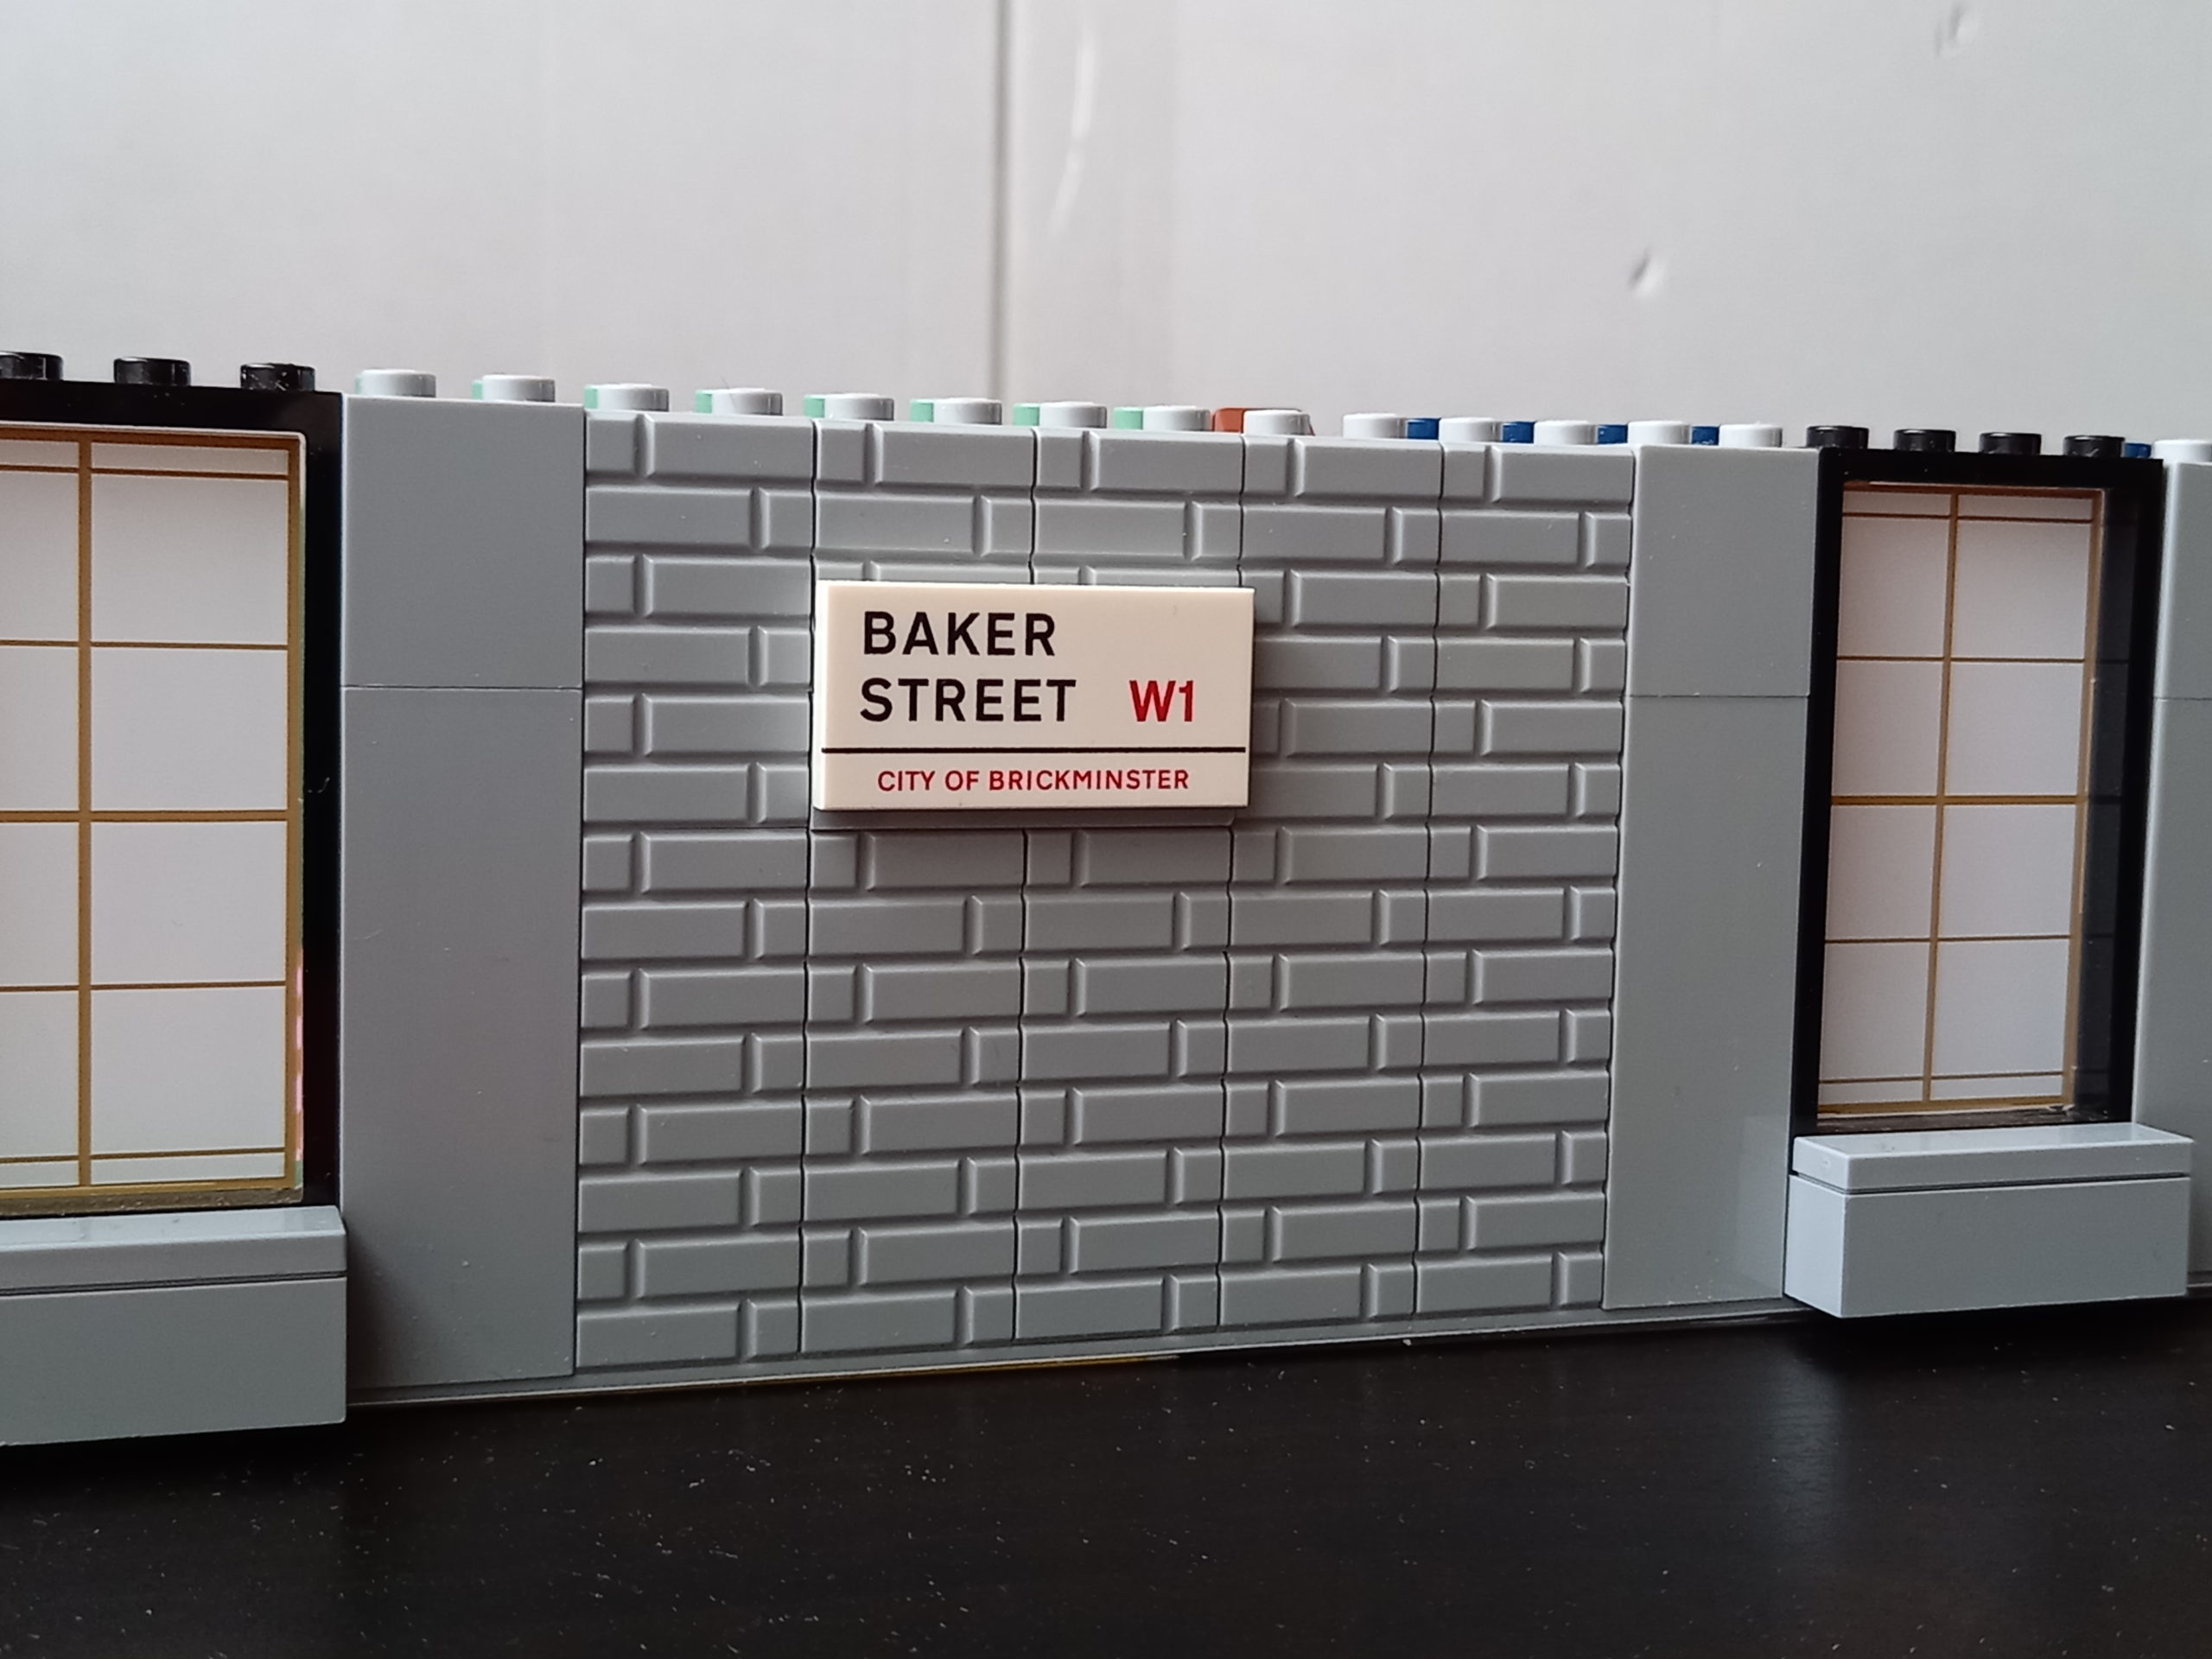 BAKER
STREET W1
CITY OF BRICKMINSTER